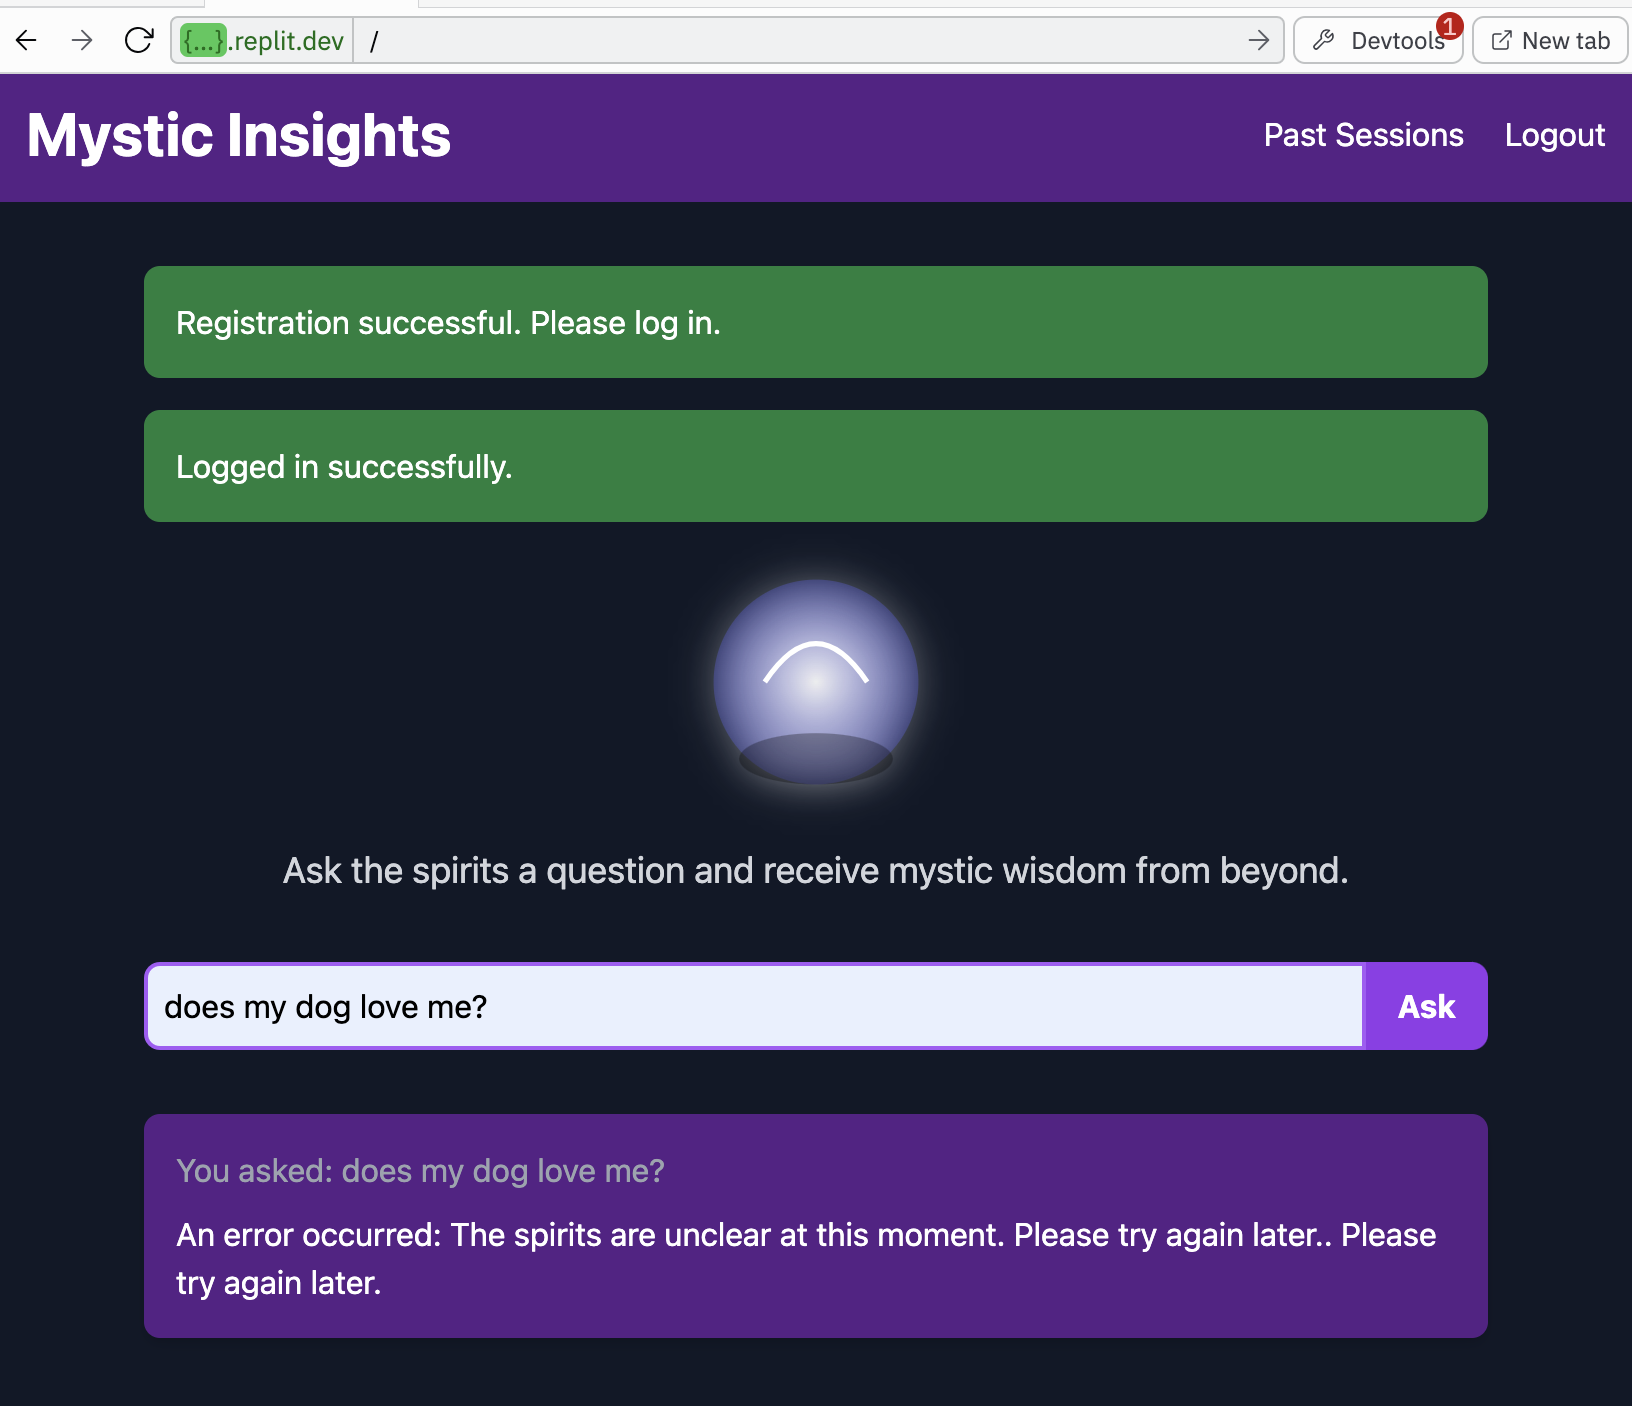 {...}.replit.dev /
Devtools 1
New tab
Mystic Insights
Past Sessions
Logout
Registration successful. Please log in.
Logged in successfully.
Ask the spirits a question and receive mystic wisdom from beyond.
does my dog love me?
Ask
You asked: does my dog love me?
An error occurred: The spirits are unclear at this moment. Please try again later.. Please
try again later.